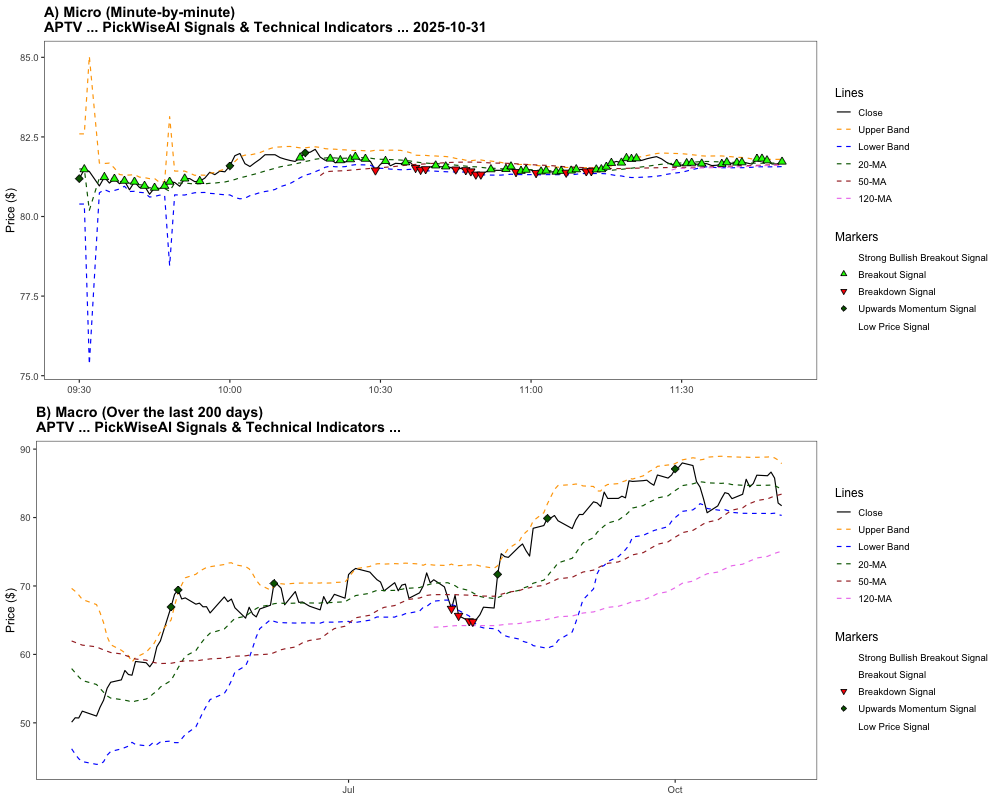 A) Micro (Minute-by-minute)
APTV ... PickWiseAI Signals & Technical Indicators ... 2025-10-31
85.0
82.5
80.0
77.5
75.0
Price ($)
09:30
10:00
10:30
11:00
11:30
Lines
Close
Upper Band
Lower Band
20-MA
50-MA
120-MA
Markers
Strong Bullish Breakout Signal
Breakout Signal
Breakdown Signal
Upwards Momentum Signal
Low Price Signal
B) Macro (Over the last 200 days)
APTV ... PickWiseAI Signals & Technical Indicators ...
90
80
70
60
50
Price ($)
Jul
Oct
Lines
Close
Upper Band
Lower Band
20-MA
50-MA
120-MA
Markers
Strong Bullish Breakout Signal
Breakout Signal
Breakdown Signal
Upwards Momentum Signal
Low Price Signal